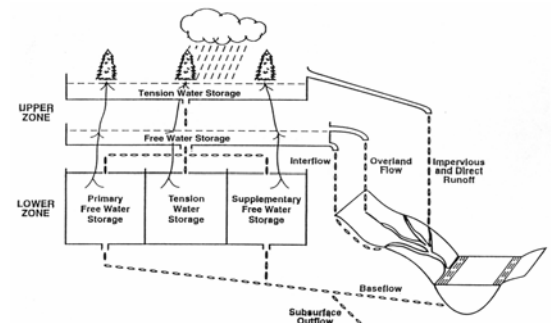 Tension Water Storage
UPPER
ZONE
Free Water Storage
Interflow
Overland
Flow
Impervious
and Direct
Runoff
LOWER
ZONE
Primary
Free Water
Storage
Tension
Water
Storage
Supplementary
Free Water
Storage
Baseflow
Subsurface
Outflow